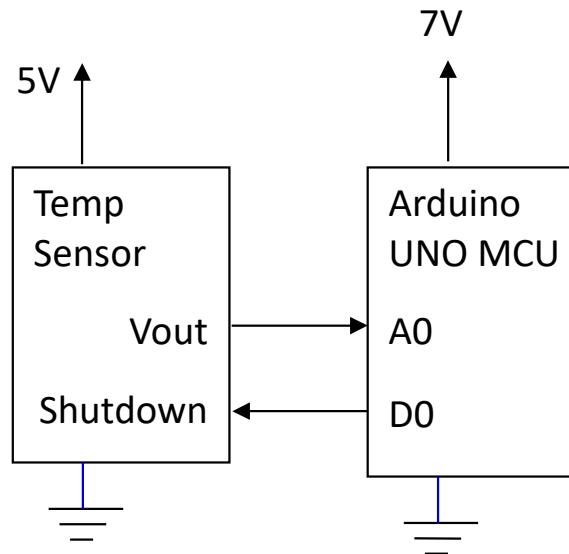 7V
5V
Temp
Sensor
Vout
Shutdown
Arduino
UNO MCU
A0
D0